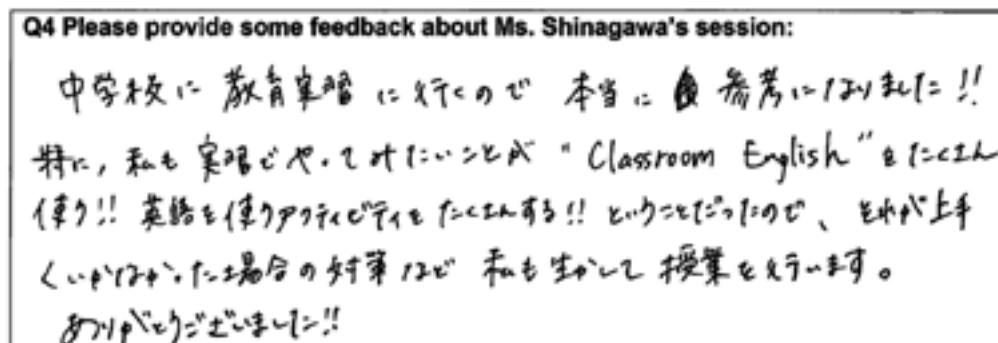 Q4 Please provide some feedback about Ms. Shinagawa's session:
中学校に教育実習に行くので 本当に 参考になりました!!
特に, 私も実習でやってみたいことが "Classroom English" をたくさん
使う!! 英語を使うアクティビティをたくさんする!! ということだったので、それが上手
くいかなかった場合の対策など 私も生かして授業を行います。
ありがとうございました!!